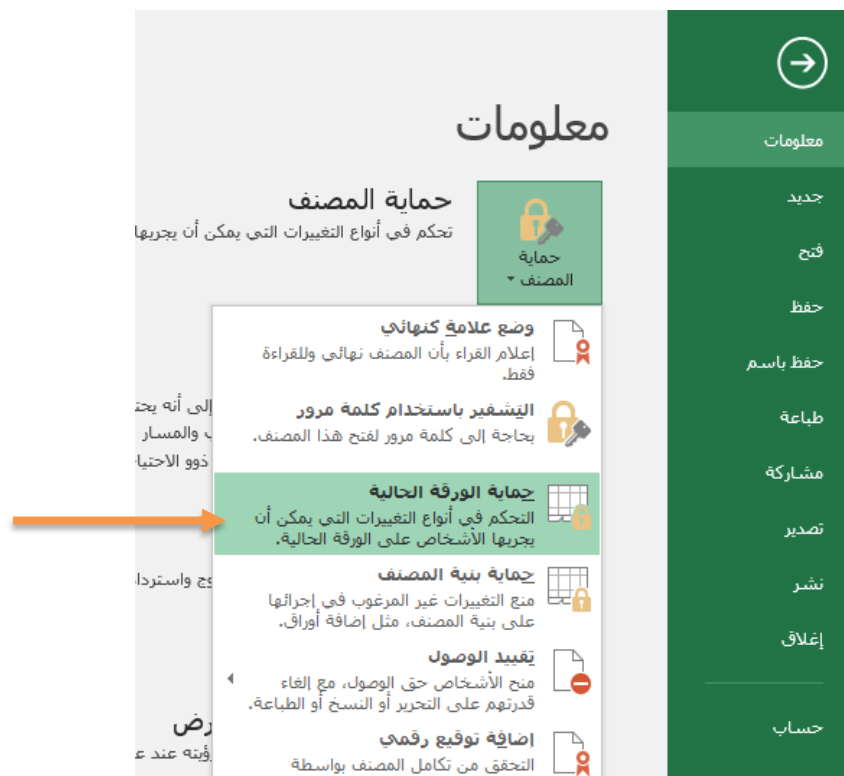 معلومات
جديد
فتح
حفظ
حفظ باسم
طباعة
مشاركة
تصدير
نشر
إغلاق
حساب
معلومات
حماية
المصنف
حماية المصنف
تحكم في أنواع التغييرات التي يمكن أن يجريها
وضع علامة كنهائي
إعلام القراء بأن المصنف نهائي وللقراءة
فقط.
التشفير باستخدام كلمة مرور
بحاجة إلى كلمة مرور لفتح هذا المصنف.
حماية الورقة الحالية
التحكم في أنواع التغييرات التي يمكن أن
يجريها الأشخاص على الورقة الحالية.
حماية بنية المصنف
منع التغييرات غير المرغوب في إجرائها
على بنية المصنف، مثل إضافة أوراق.
تقييد الوصول
منح الأشخاص حق الوصول، مع إلغاء
قدرتهم على التحرير أو النسخ أو الطباعة.
إضافة توقيع رقمي
التحقق من تكامل المصنف بواسطة
إلى أنه
والمسار
ذوو